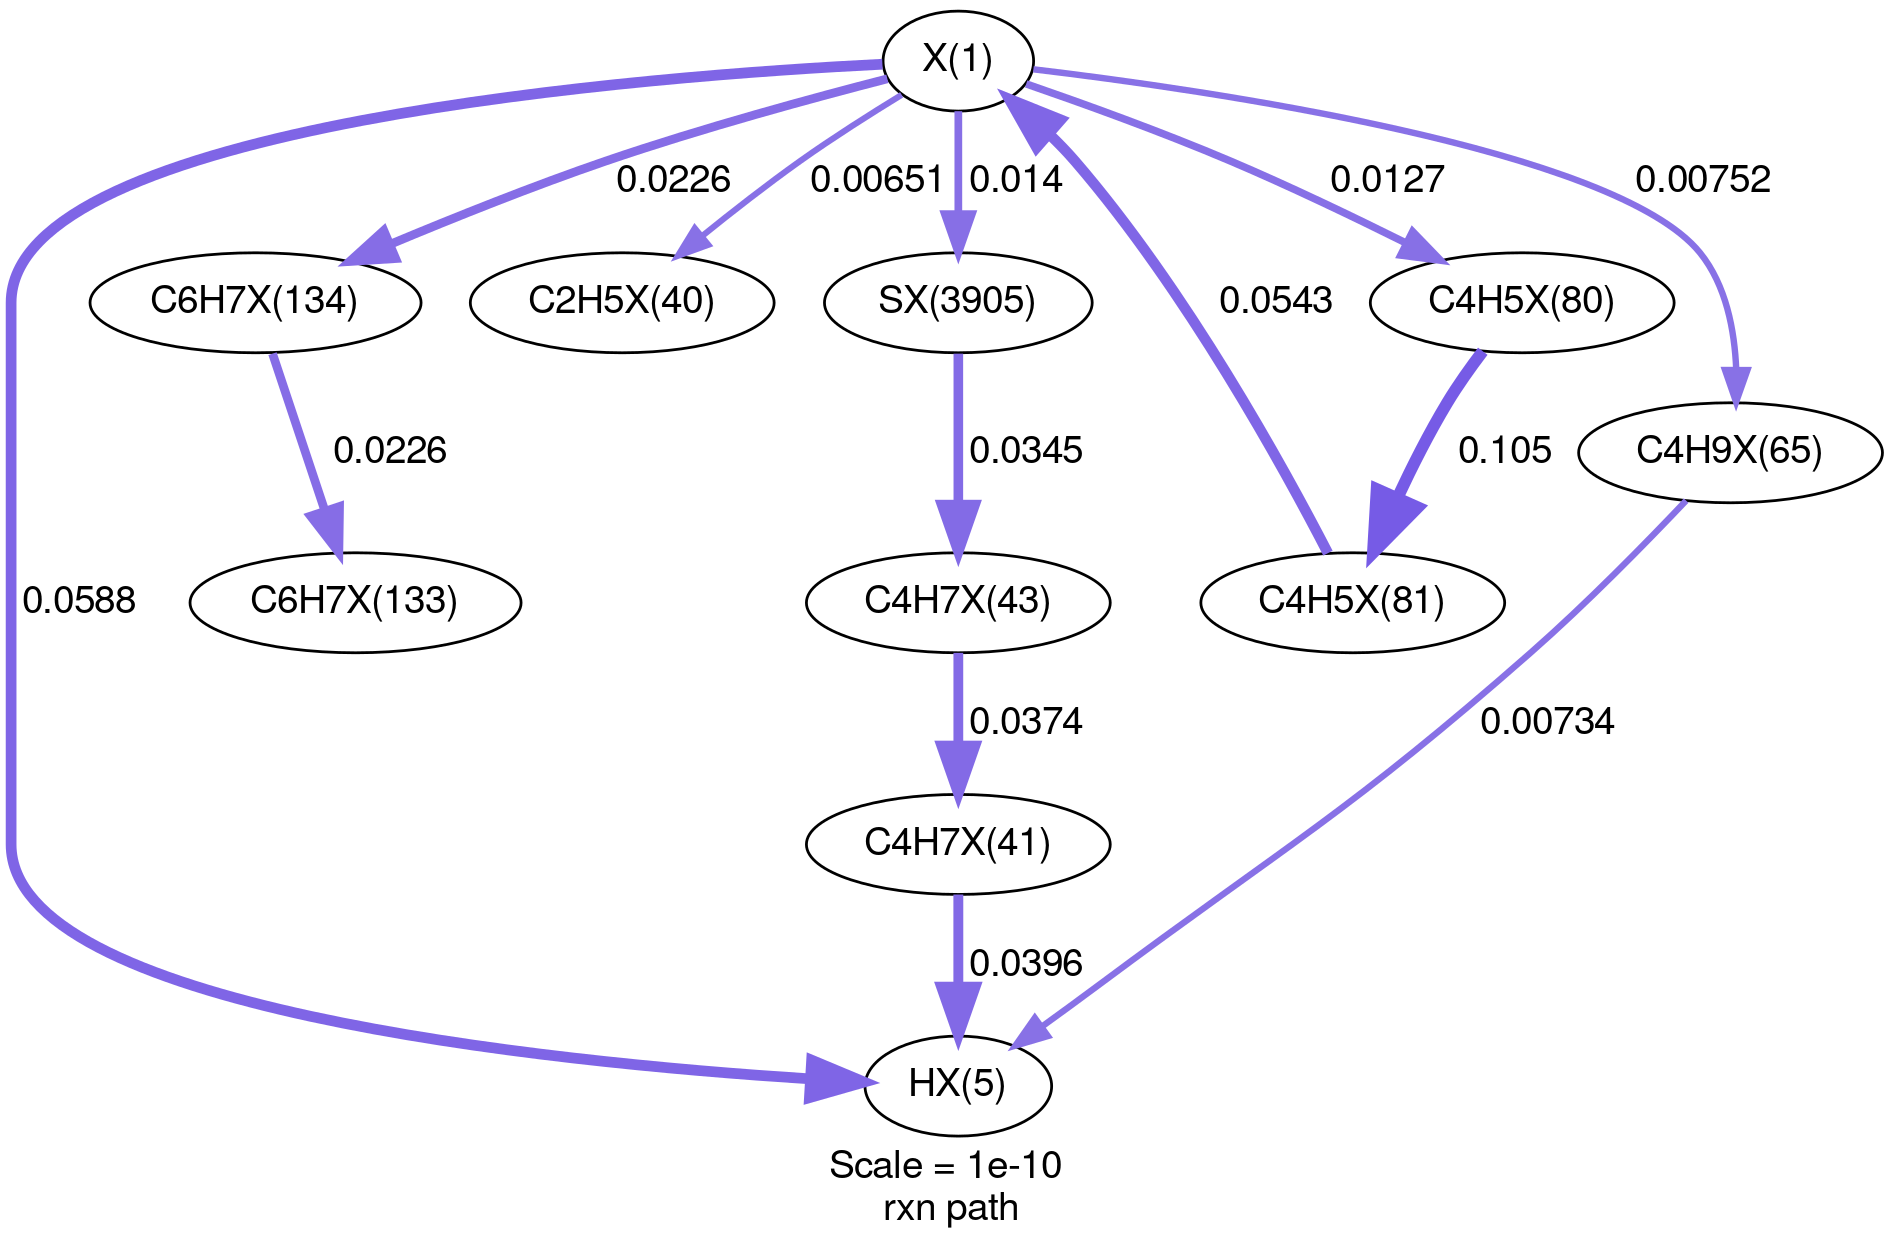 X(1)
0.0226
0.00651
0.014
0.0127
0.00752
C6H7X(134)
C2H5X(40)
SX(3905)
0.0543
C4H5X(80)
0.0226
0.0345
0.105
C4H9X(65)
0.0588
C6H7X(133)
C4H7X(43)
C4H5X(81)
0.0374
0.00734
C4H7X(41)
0.0396
HX(5)
Scale = 1e-10
rxn path